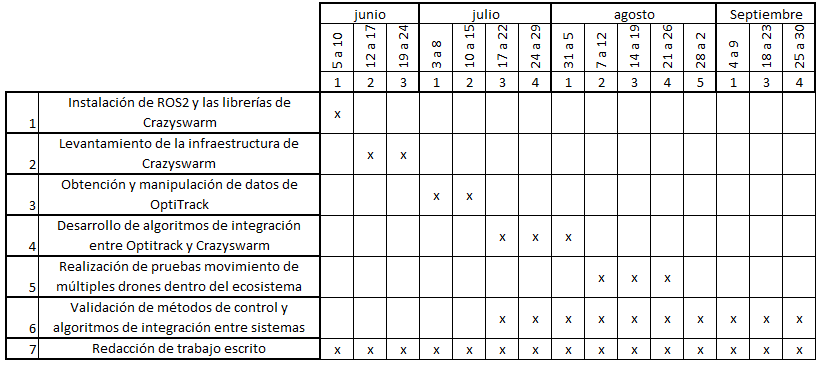 junio julio agosto Septiembre
5 a 10 12 a 17 19 a 24 3 a 8 10 a 15 17 a 22 24 a 29 31 a 5 7 a 12 14 a 19 21 a 26 28 a 2 4 a 9 18 a 23 25 a 30
1 2 3 1 2 3 4 1 2 3 4 5 1 3 4
Instalación de ROS2 y las librerías de
1 Crazyswarm x
Levantamiento de la infraestructura de
2 Crazyswarm x x
Obtención y manipulación de datos de
3 OptiTrack x x
Desarrollo de algoritmos de integración
4 entre Optitrack y Crazyswarm x x x
Realización de pruebas movimiento de
5 múltiples drones dentro del ecosistema x x x
Validación de métodos de control y
6 algoritmos de integración entre sistemas x x x x x x x x x x
7 Redacción de trabajo escrito x x x x x x x x x x x x x x x